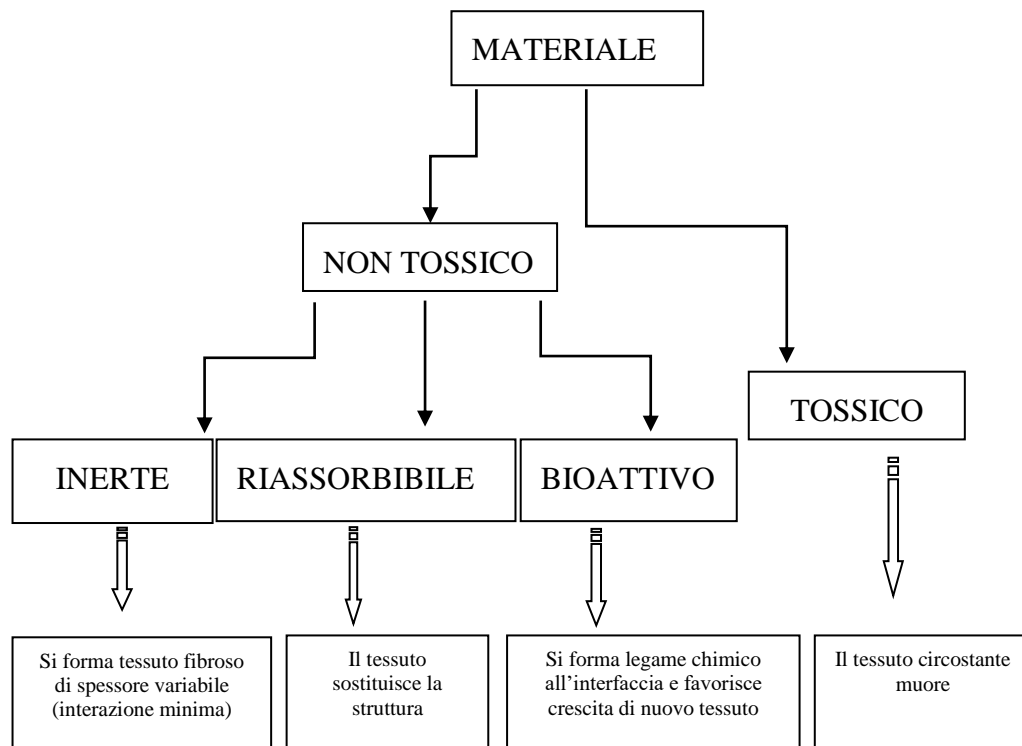 MATERIALE
NON TOSSICO
TOSSICO
INERTE
RIASSORBIBILE
BIOATTIVO
Si forma tessuto fibroso
di spessore variabile
(interazione minima)
Il tessuto
sostituisce la
struttura
Si forma legame chimico
all'interfaccia e favorisce
crescita di nuovo tessuto
Il tessuto circostante
muore